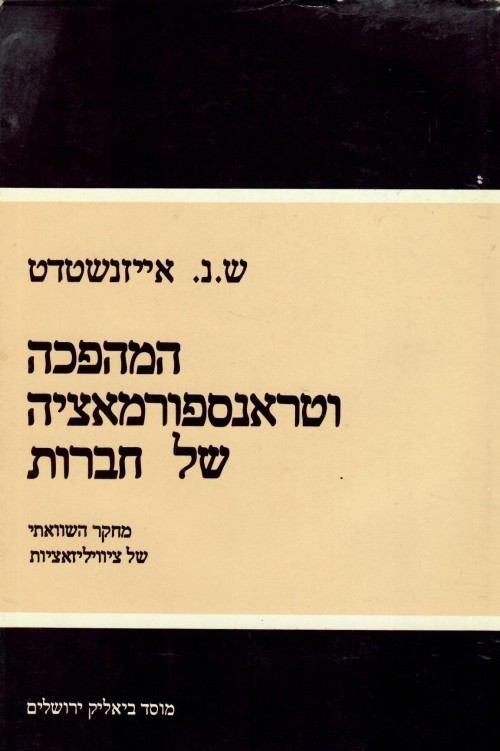 ש.נ. אייזנשטדט
המהפכה
וטראנספורמאציה
של חברות
מחקר השוואתי
של ציוויליזאציות
מוסד ביאליק ירושלים